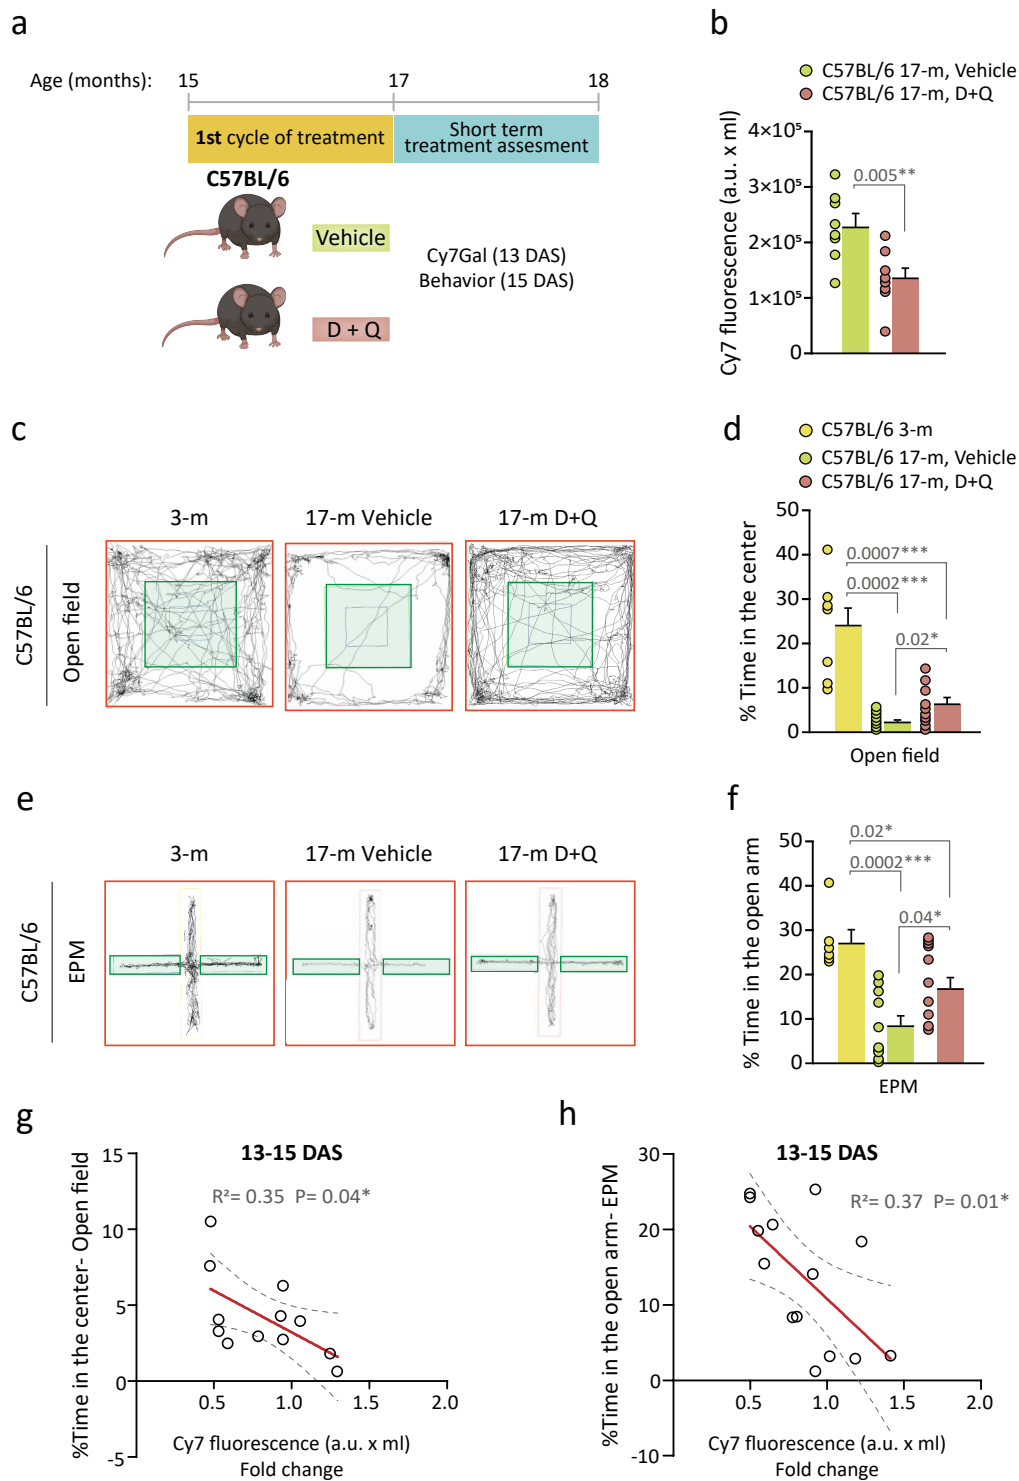 a
Age (months):
15
17
18
1st cycle of treatment
Short term
treatment assesment
C57BL/6
Vehicle
D + Q
Cy7Gal (13 DAS)
Behavior (15 DAS)
b
C57BL/6 17-m, Vehicle
C57BL/6 17-m, D+Q
Cy7 fluorescence (a.u. x ml)
4×10⁵
3×10⁵
2×10⁵
1×10⁵
0
0.005**
c
C57BL/6
Open field
3-m
17-m Vehicle
17-m D+Q
d
C57BL/6 3-m
C57BL/6 17-m, Vehicle
C57BL/6 17-m, D+Q
% Time in the center
50
40
30
20
10
0
0.0007***
0.0002***
0.02*
Open field
e
C57BL/6
EPM
3-m
17-m Vehicle
17-m D+Q
f
% Time in the open arm
50
40
30
20
10
0
0.02*
0.0002***
0.04*
EPM
g
13-15 DAS
R²= 0.35 P= 0.04*
%Time in the center- Open field
15
10
5
0
-5
0.5
1.0
1.5
2.0
Cy7 fluorescence (a.u. x ml)
Fold change
h
13-15 DAS
R²= 0.37 P= 0.01*
%Time in the open arm- EPM
30
20
10
0
-10
0.5
1.0
1.5
2.0
Cy7 fluorescence (a.u. x ml)
Fold change